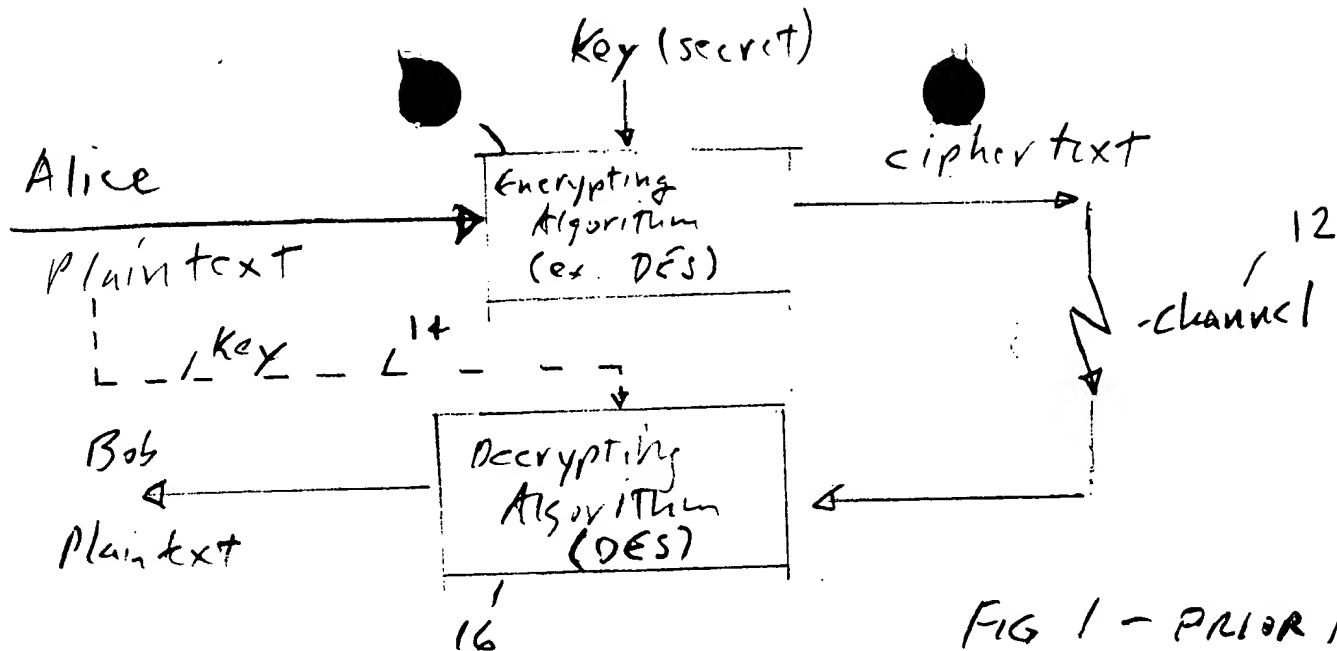 Key (secret)
Alice
Plaintext
Encrypting
Algorithm
(ex. DES)
ciphertext
12
channel
Key
14
Bob
Plaintext
Decrypting
Algorithm
(DES)
16
FIG 1 - PRIOR